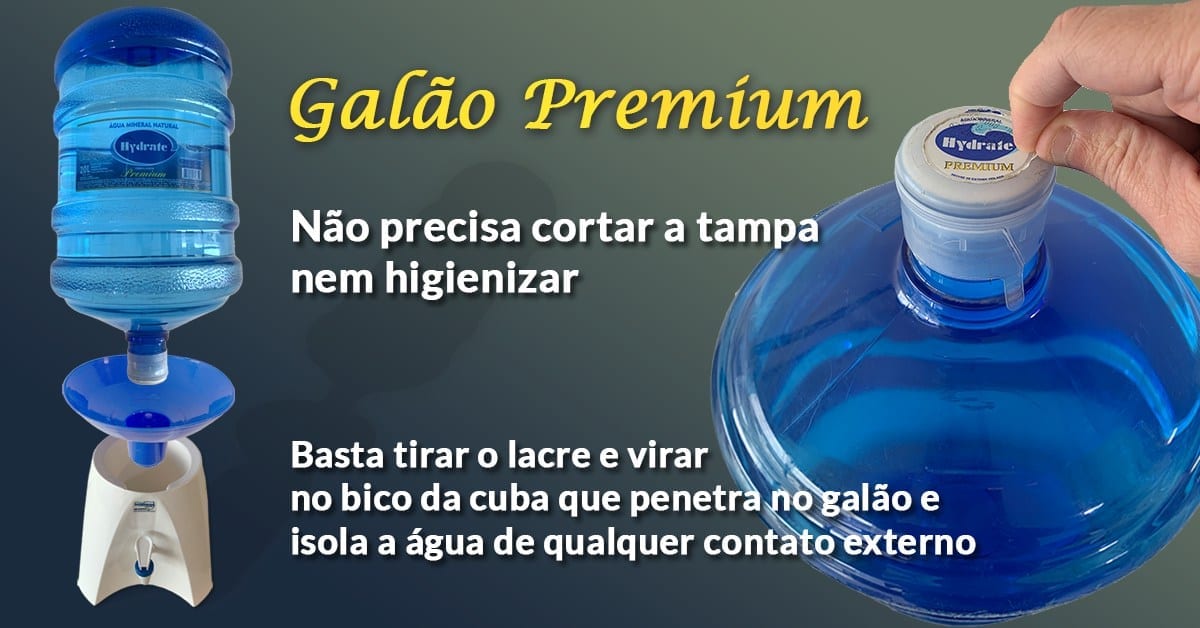 Galão Premium
ÁGUA MINERAL NATURAL
Hydrate
20L
Premium
Hydrate
PREMIUM
Não precisa cortar a tampa
nem higienizar
Basta tirar o lacre e virar
no bico da cuba que penetra no galão e
isola a água de qualquer contato externo